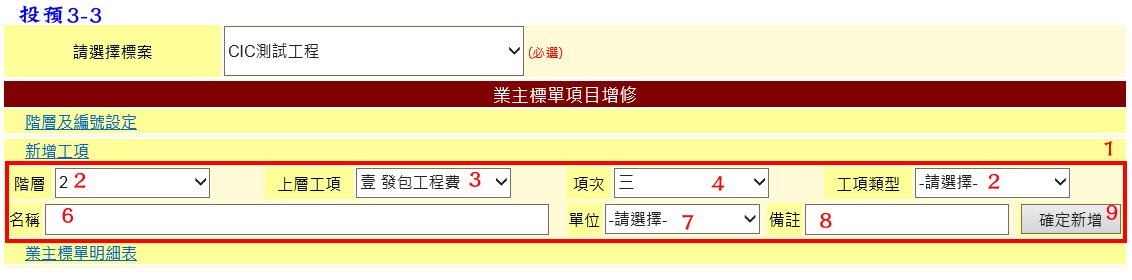 投預3-3
請選擇標案 CIC測試工程 (必選)
業主標單項目增修
階層及編號設定
新增工項 1
階層 2 2 上層工項 壹 發包工程費 3 項次 三 4 工項類型 -請選擇- 2
名稱 6 單位 -請選擇- 7 備註 8 確定新增 9
業主標單明細表